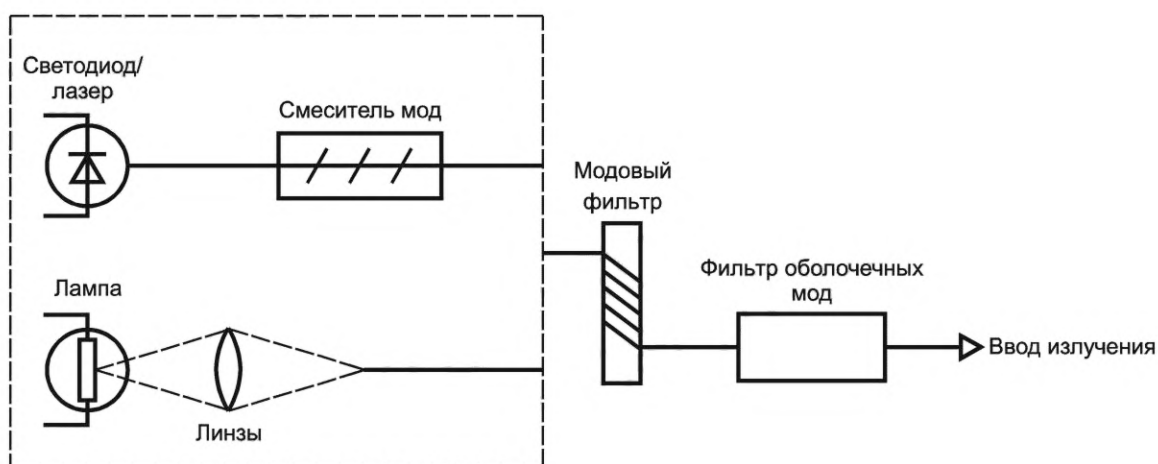 Светодиод/
лазер
Смеситель мод
Модовый
фильтр
Фильтр оболочечных
мод
Ввод излучения
Лампа
Линзы